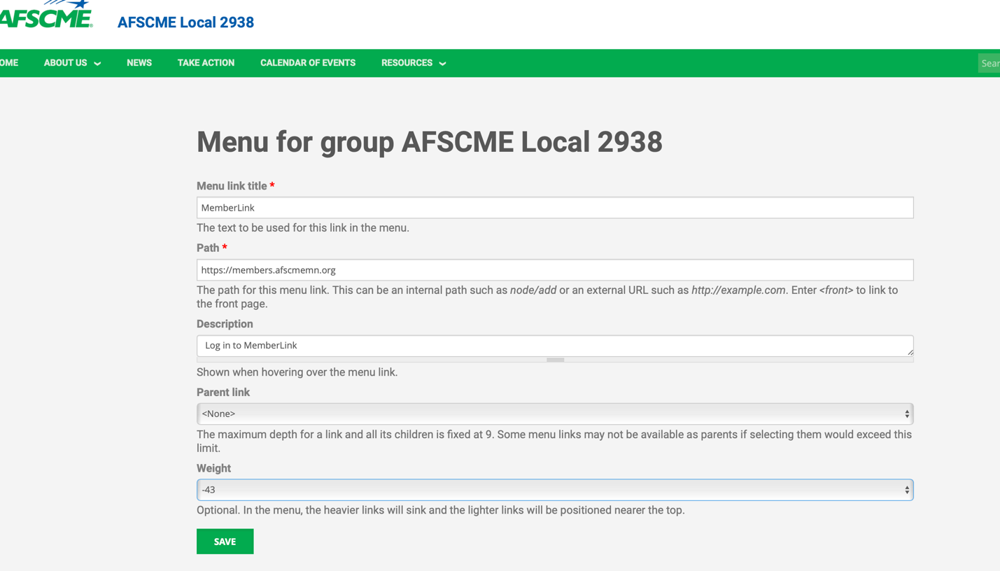 AFSCME
AFSCME Local 2938
OME ABOUT US NEWS TAKE ACTION CALENDAR OF EVENTS RESOURCES Sear
Menu for group AFSCME Local 2938
Menu link title *
MemberLink
The text to be used for this link in the menu.
Path *
https://members.afscmemn.org
The path for this menu link. This can be an internal path such as node/add or an external URL such as http://example.com. Enter <front> to link to
the front page.
Description
Log in to MemberLink
Shown when hovering over the menu link.
Parent link
<None>
The maximum depth for a link and all its children is fixed at 9. Some menu links may not be available as parents if selecting them would exceed this
limit.
Weight
-43
Optional. In the menu, the heavier links will sink and the lighter links will be positioned nearer the top.
SAVE